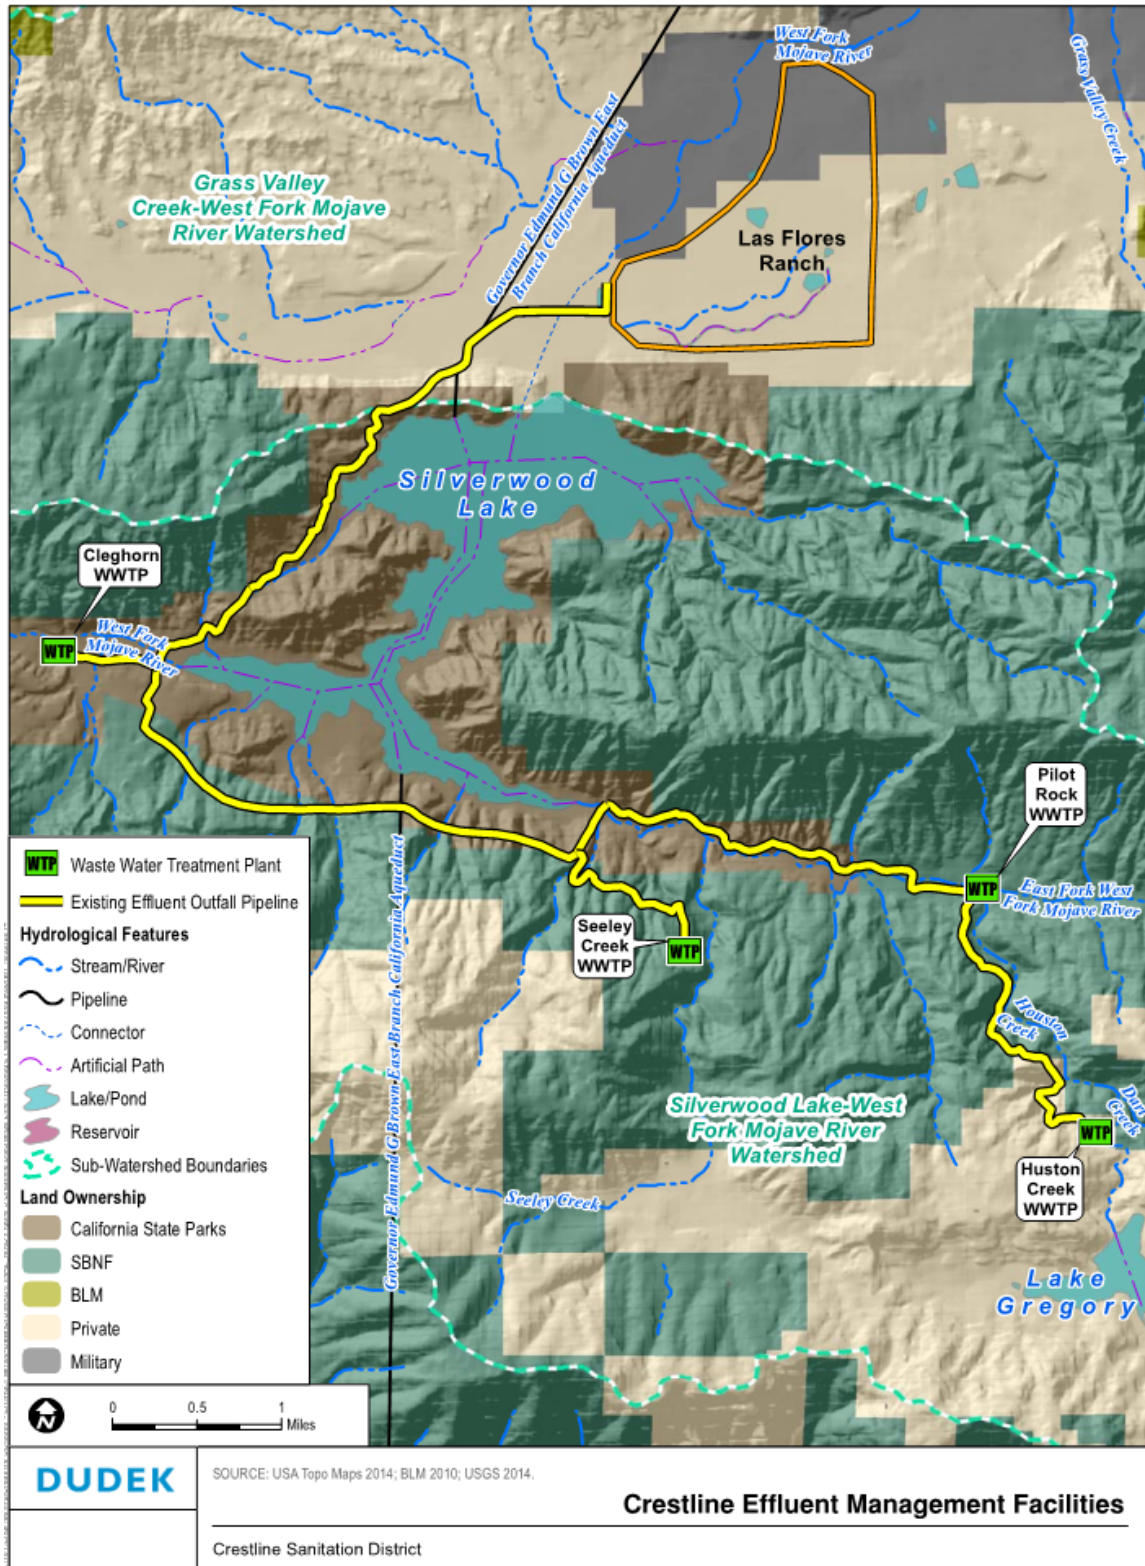 West Fork
Mojave River
Grass Valley Creek
Governor Edmund G Brown East
Branch California Aqueduct
Grass Valley
Creek-West Fork Mojave
River Watershed
Las Flores
Ranch
Silverwood
Lake
Cleghorn
WWTP
WTP
West Fork
Mojave River
Pilot
Rock
WWTP
WTP
East Fork West
Fork Mojave River
Seeley
Creek
WWTP
WTP
Houston
Creek
Governor Edmund G Brown East Branch California Aqueduct
Silverwood Lake-West
Fork Mojave River
Watershed
Creek
WTP
Huston
Creek
WWTP
Seeley Creek
Lake
Gregory
WTP Waste Water Treatment Plant
Existing Effluent Outfall Pipeline
Hydrological Features
Stream/River
Pipeline
Connector
Artificial Path
Lake/Pond
Reservoir
Sub-Watershed Boundaries
Land Ownership
California State Parks
SBNF
BLM
Private
Military
N
0 0.5 1
Miles
DUDEK
SOURCE: USA Topo Maps 2014; BLM 2010; USGS 2014.
Crestline Effluent Management Facilities
Crestline Sanitation District